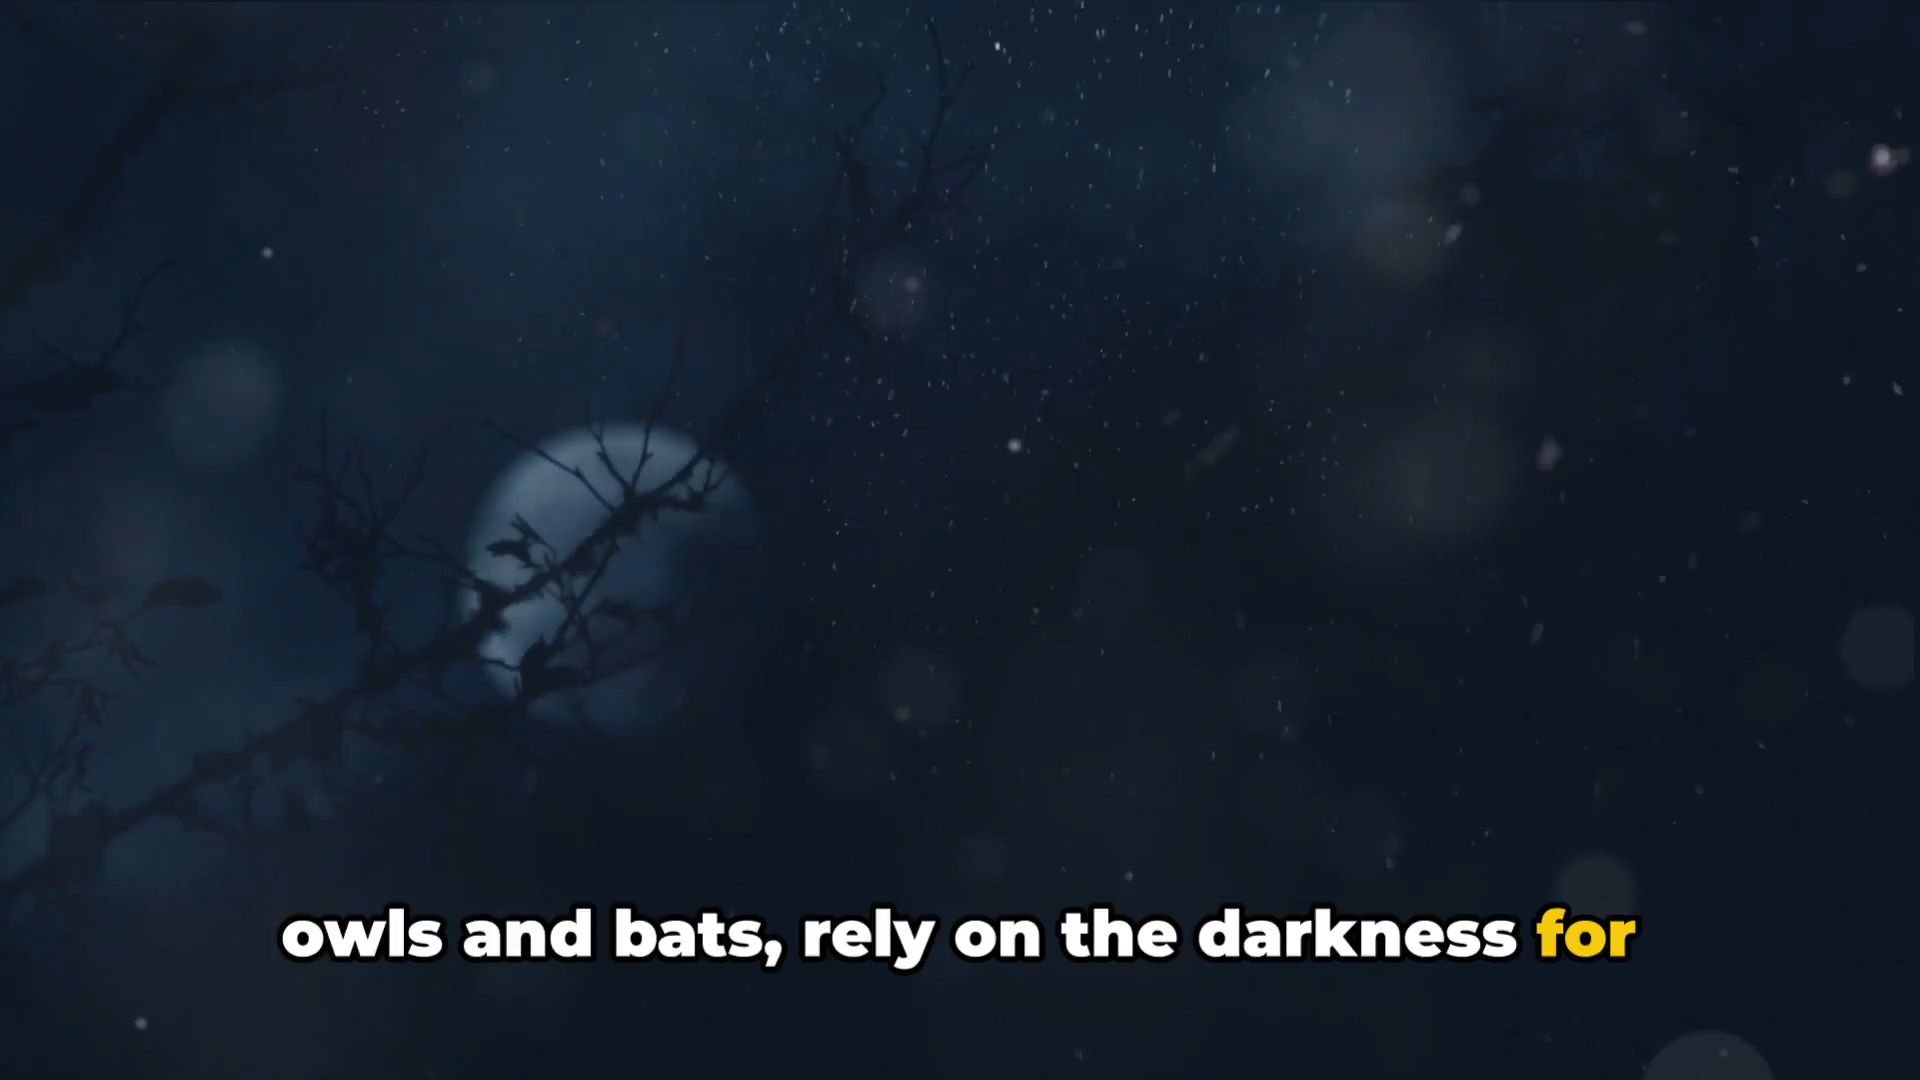 owls and bats, rely on the darkness for